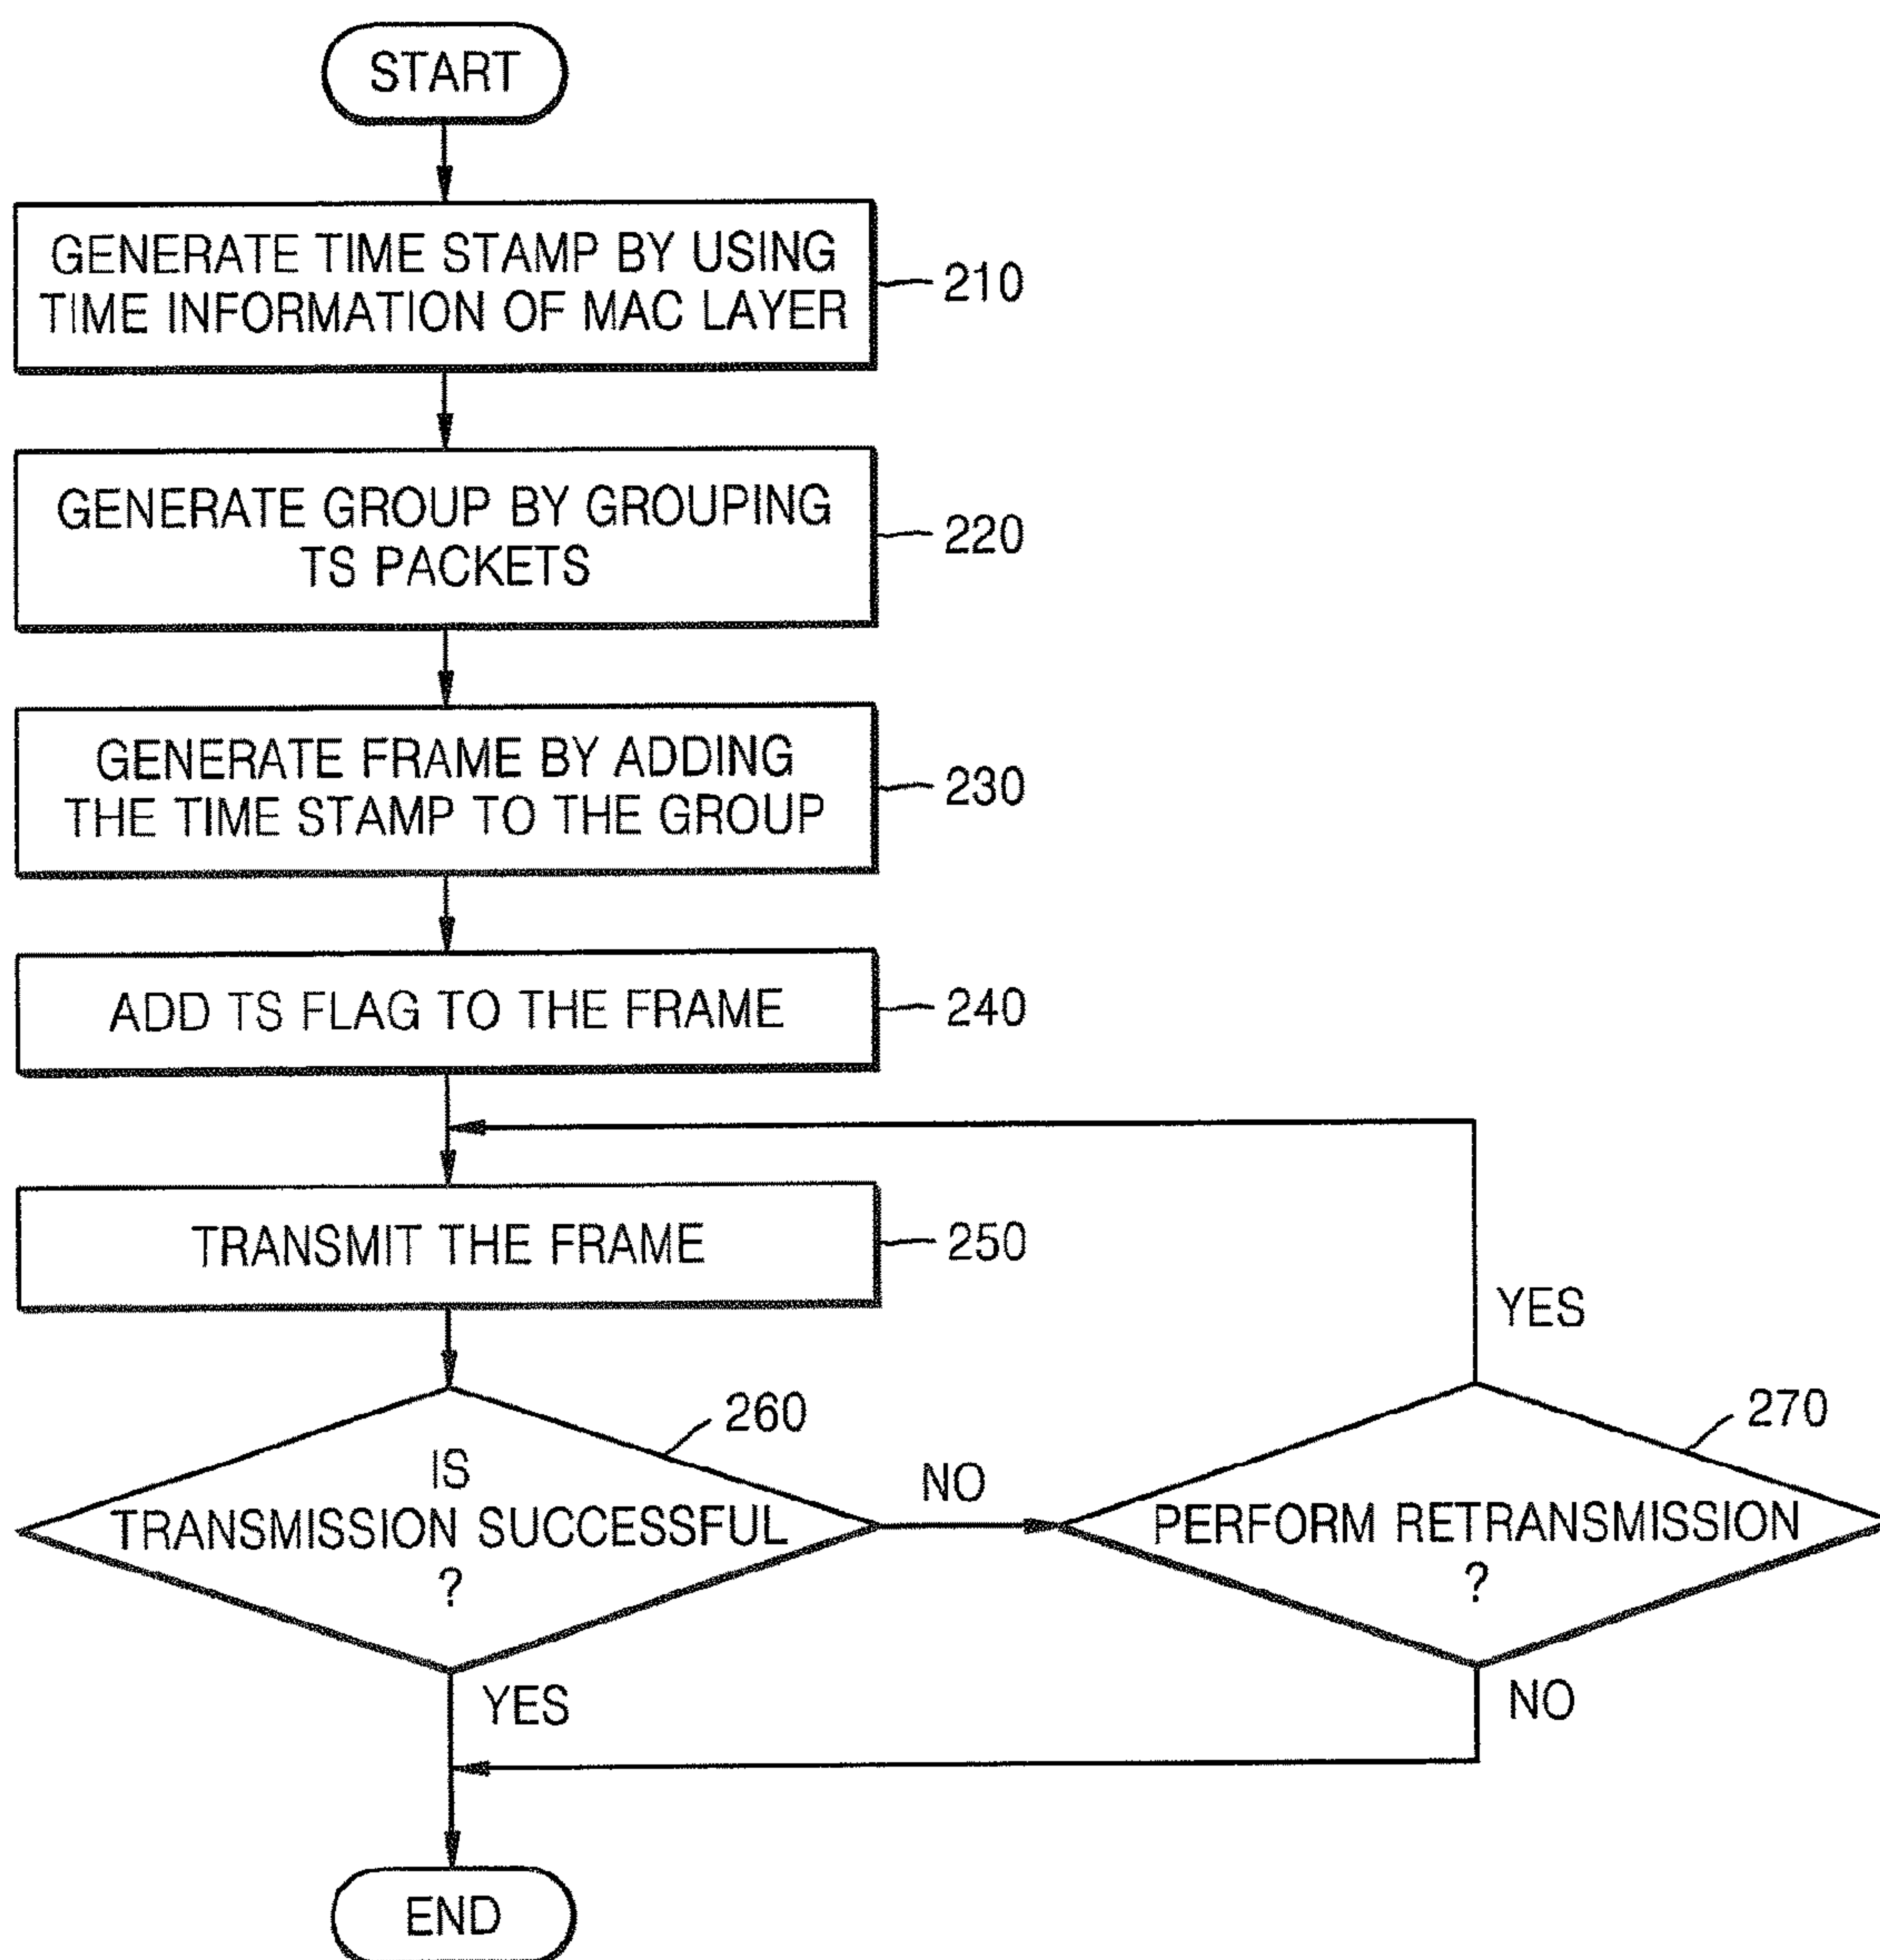 START
GENERATE TIME STAMP BY USING
TIME INFORMATION OF MAC LAYER
210
GENERATE GROUP BY GROUPING
TS PACKETS
220
GENERATE FRAME BY ADDING
THE TIME STAMP TO THE GROUP
230
ADD TS FLAG TO THE FRAME
240
TRANSMIT THE FRAME
250
YES
260
270
IS
TRANSMISSION SUCCESSFUL
?
NO
PERFORM RETRANSMISSION
?
YES
NO
END